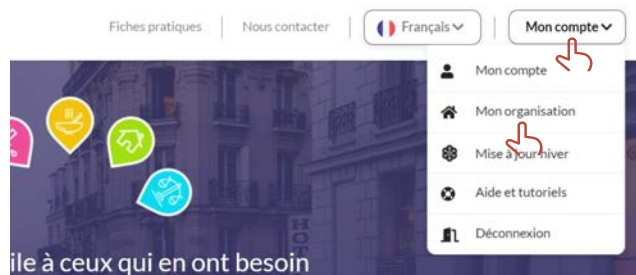 Fiches pratiques Nous contacter Français Mon compte
Mon compte
Mon organisation
Mise à jour hiver
Aide et tutoriels
Déconnexion
HOT
ile à ceux qui en ont besoin